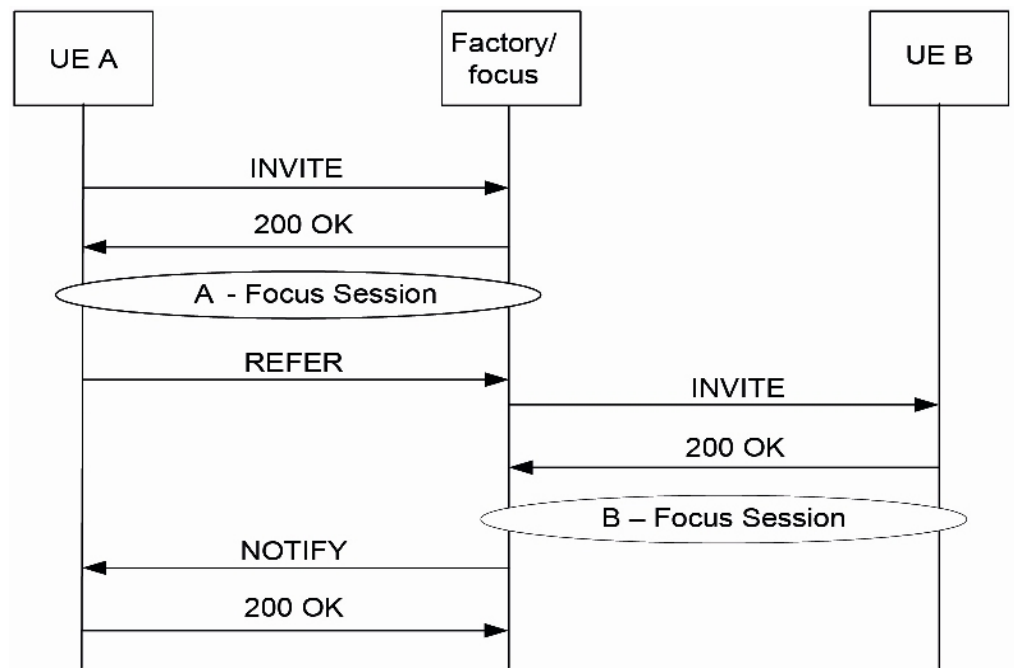 UE A
Factory/
focus
UE B
INVITE
200 OK
A - Focus Session
REFER
INVITE
200 OK
B – Focus Session
NOTIFY
200 OK